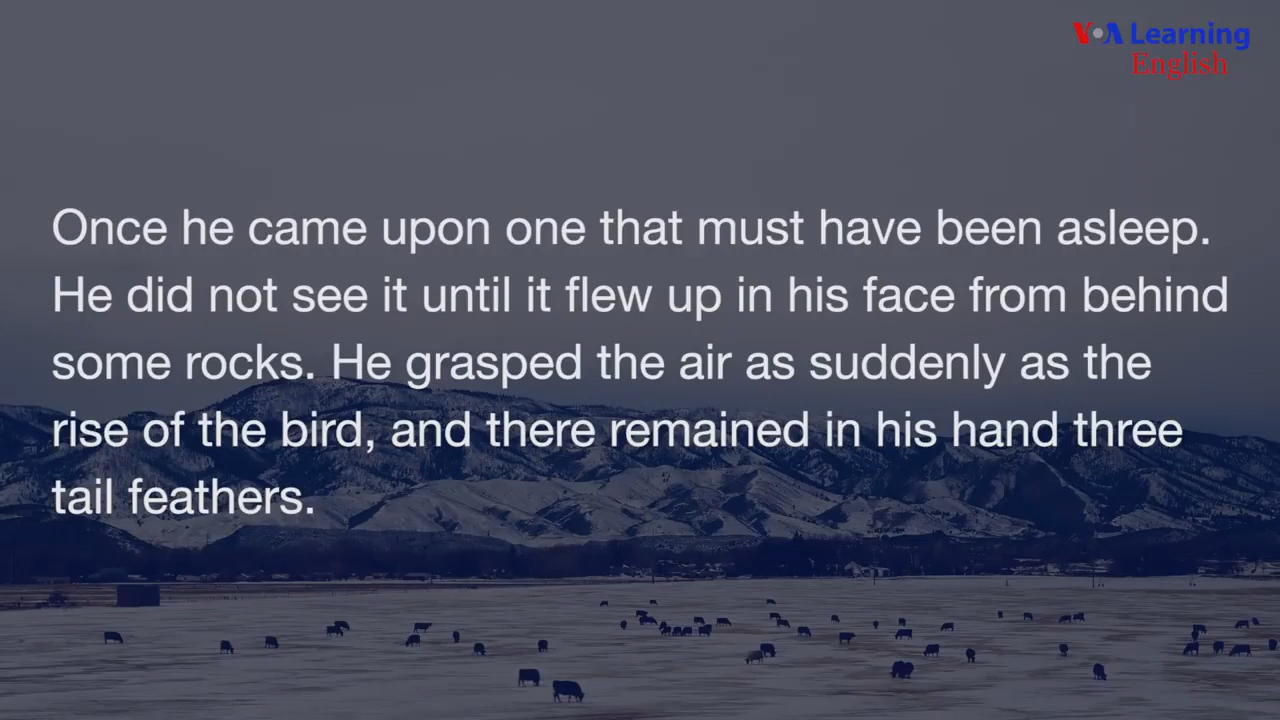 VOA Learning
English
Once he came upon one that must have been asleep.
He did not see it until it flew up in his face from behind
some rocks. He grasped the air as suddenly as the
rise of the bird, and there remained in his hand three
tail feathers.